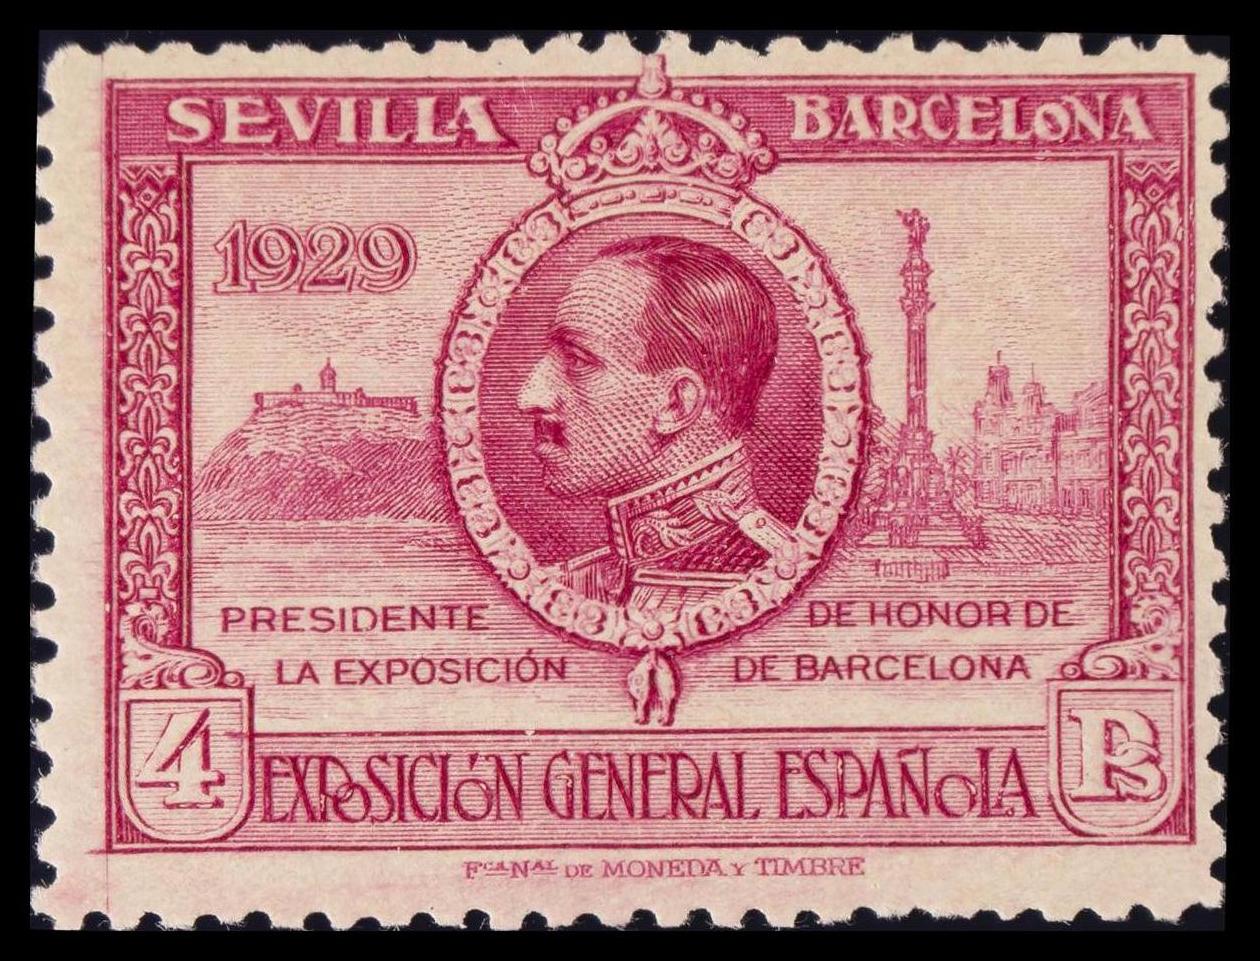 SEVILLA BARCELONA
1929
PRESIDENTE DE HONOR DE
LA EXPOSICIÓN DE BARCELONA
4 EXPOSICIÓN GENERAL ESPAÑOLA PS
FCA NAL DE MONEDA Y TIMBRE